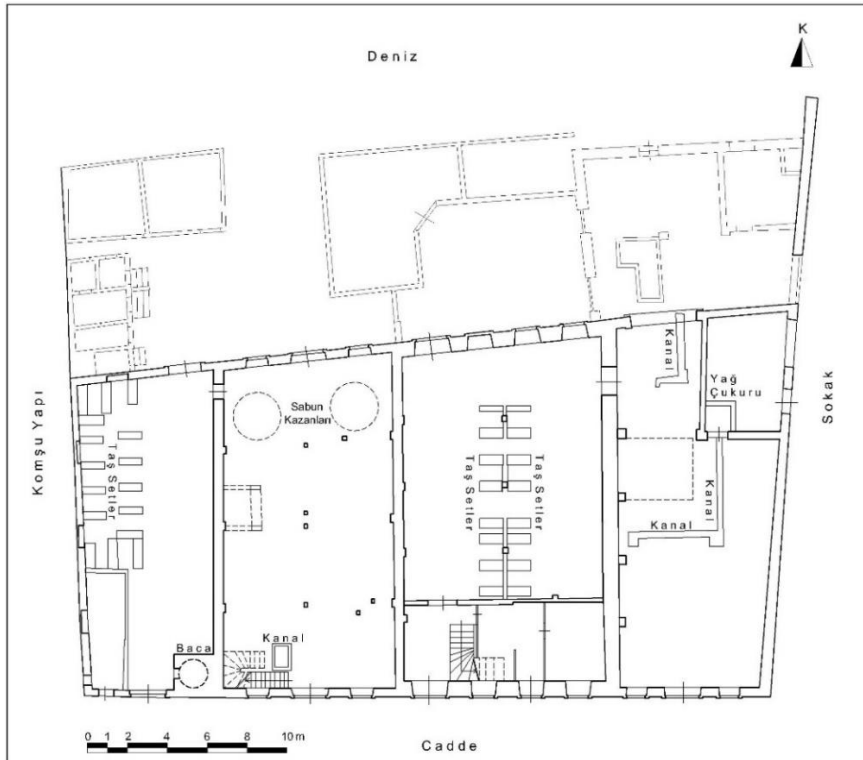 K
Deniz
Kanal
Yağ
Çukuru
Sokak
Komşu Yapı
Sabun
Kazanları
Taş Setler
Taş Setler
Taş Setler
Kanal
Kanal
Kanal
Baca
0 1 2 4 6 8 10 m
Cadde